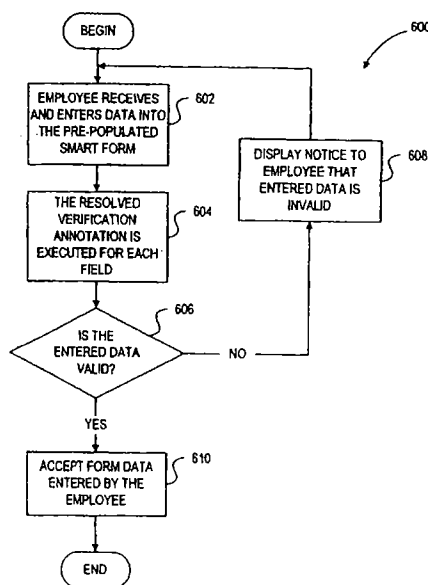 BEGIN
600
EMPLOYEE RECEIVES
AND ENTERS DATA INTO
THE PRE-POPULATED
SMART FORM
602
DISPLAY NOTICE TO
EMPLOYEE THAT
ENTERED DATA IS
INVALID
608
THE RESOLVED
VERIFICATION
ANNOTATION IS
EXECUTED FOR EACH
FIELD
604
606
IS THE
ENTERED DATA
VALID?
NO
YES
ACCEPT FORM DATA
ENTERED BY THE
EMPLOYEE
610
END